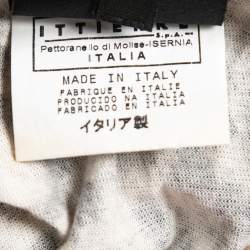 ITTIERRE
S.p.A.
Pettoranello di Molise-ISERNIA
ITALIA
MADE IN ITALY
FABRIQUE EN ITALIE
PRODUCIDO NA ITALIA
FABRICADO EN ITALIA
イタリア製